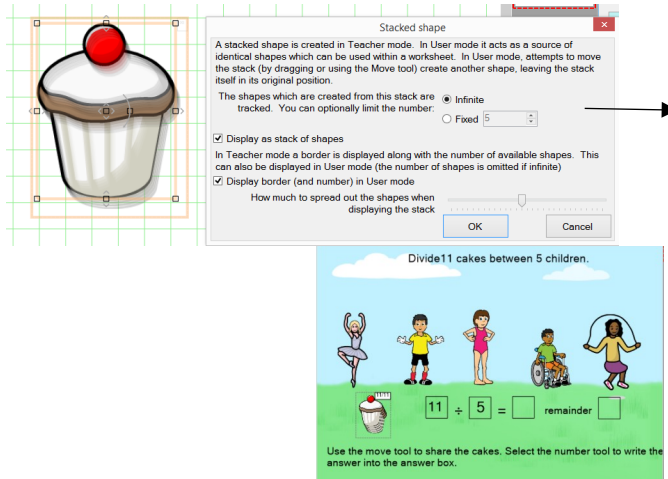 Stacked shape
A stacked shape is created in Teacher mode. In User mode it acts as a source of
identical shapes which can be used within a worksheet. In User mode, attempts to move
the stack (by dragging or using the Move tool) create another shape, leaving the stack
itself in its original position.
The shapes which are created from this stack are
tracked. You can optionally limit the number:
Infinite
Fixed 5
Display as stack of shapes
In Teacher mode a border is displayed along with the number of available shapes. This
can also be displayed in User mode (the number of shapes is omitted if infinite)
Display border (and number) in User mode
How much to spread out the shapes when
displaying the stack
OK Cancel
Divide11 cakes between 5 children.
11 ÷ 5 = remainder
Use the move tool to share the cakes. Select the number tool to write the
answer into the answer box.